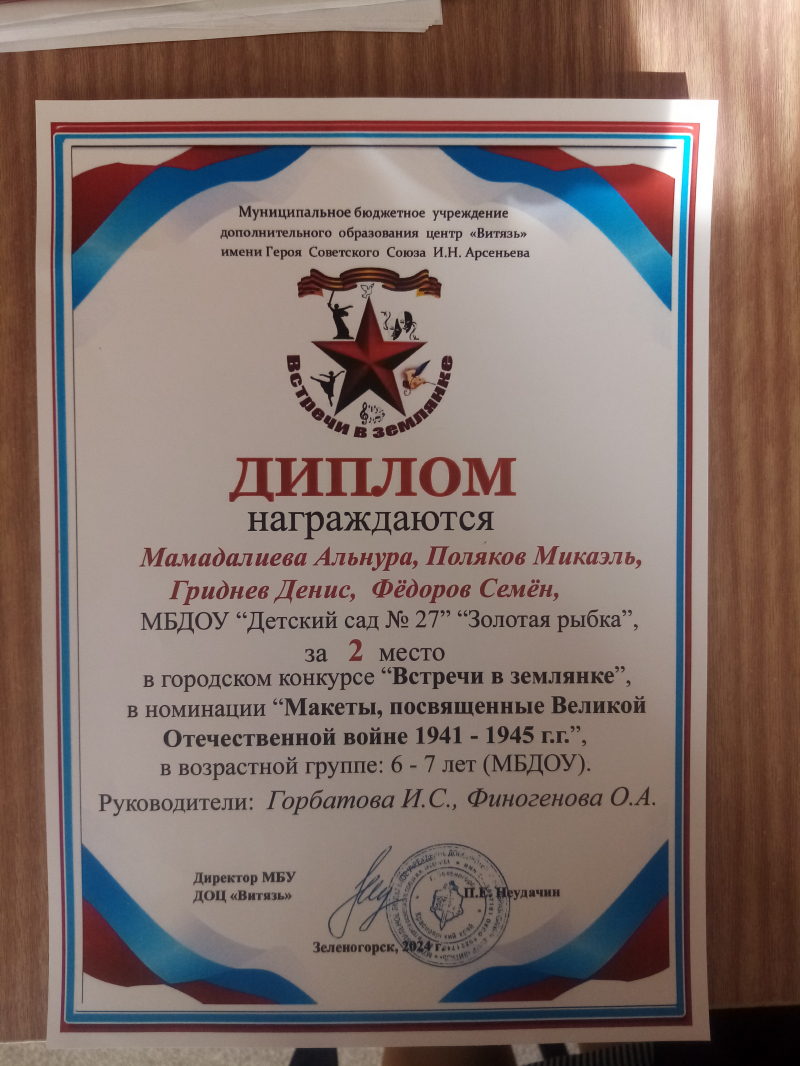 Муниципальное бюджетное учреждение
дополнительного образования центр «Витязь»
имени Героя Советского Союза И.Н. Арсеньева
Встречи в землянке
ДИПЛОМ
награждаются
Мамадалиева Альнура, Поляков Микаэль,
Гриднев Денис, Фёдоров Семён,
МБДОУ “Детский сад № 27” “Золотая рыбка”,
за 2 место
в городском конкурсе “Встречи в землянке”,
в номинации “Макеты, посвященные Великой
Отечественной войне 1941 - 1945 г.г.”,
в возрастной группе: 6 - 7 лет (МБДОУ).
Руководители: Горбатова И.С., Финогенова О.А.
Директор МБУ
ДОЦ «Витязь»
П.Е. Неудачин
Зеленогорск, 2024 г.